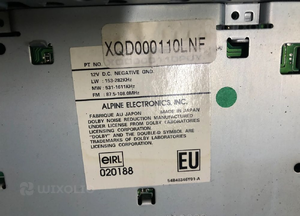 XQD000110LNF
PT NO.
12V D.C. NEGATIVE GND.
LW : 153-282KHz
MW : 531-1611KHz
FM : 87.5-108.0MHz
ALPINE ELECTRONICS, INC.
FABRIQUE AU JAPON MADE IN JAPAN
DOLBY NOISE REDUCTION MANUFACTURED
UNDER LICENSE FROM DOLBY LABORATORIES
LICENSING CORPORATION.
"DOLBY" AND THE DOUBLE-D SYMBOL ARE
TRADEMARKS OF DOLBY LABORATORIES
LICENSING CORPORATION.
eIRL
020188
EU
wixol